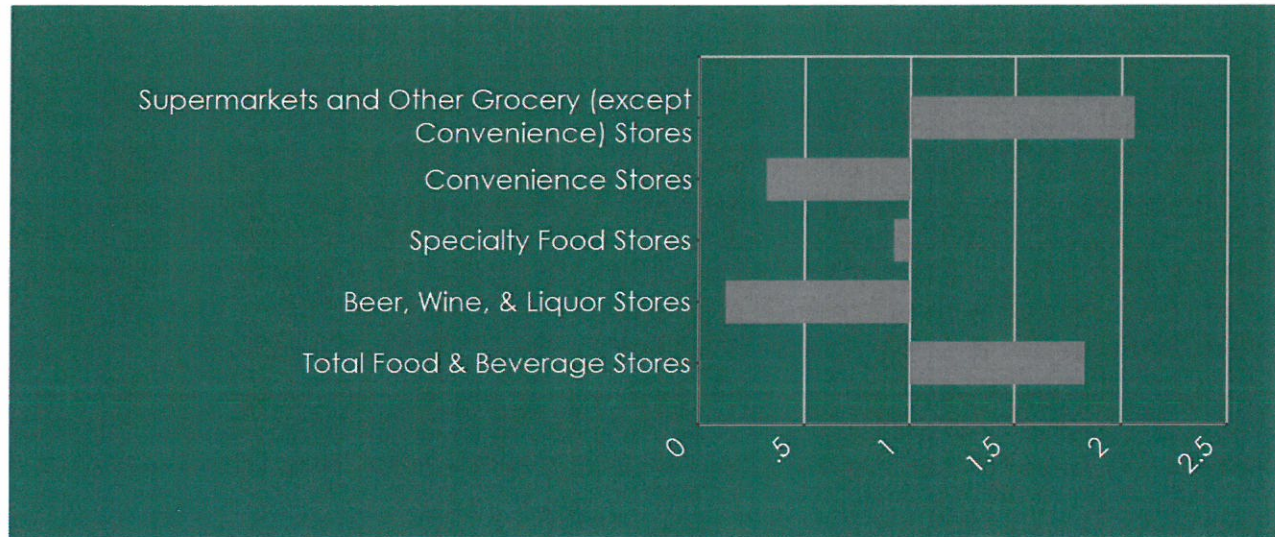 Supermarkets and Other Grocery (except
Convenience) Stores
Convenience Stores
Specialty Food Stores
Beer, Wine, & Liquor Stores
Total Food & Beverage Stores
0
.5
1
1.5
2
2.5